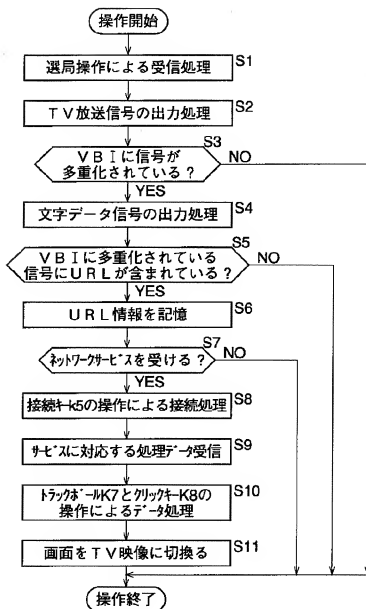 操作開始
選局操作による受信処理 S1
TV放送信号の出力処理 S2
S3
VBIに信号が NO
多重化されている?
YES
文字データ信号の出力処理 S4
S5
VBIに多重化されている NO
信号にURLが含まれている?
YES
URL情報を記憶 S6
S7
ネットワークサービスを受ける? NO
YES
接続キーk5の操作による接続処理 S8
サービスに対応する処理データ受信 S9
トラックボールK7とクリックキーK8の S10
操作によるデータ処理
画面をTV映像に切換る S11
操作終了